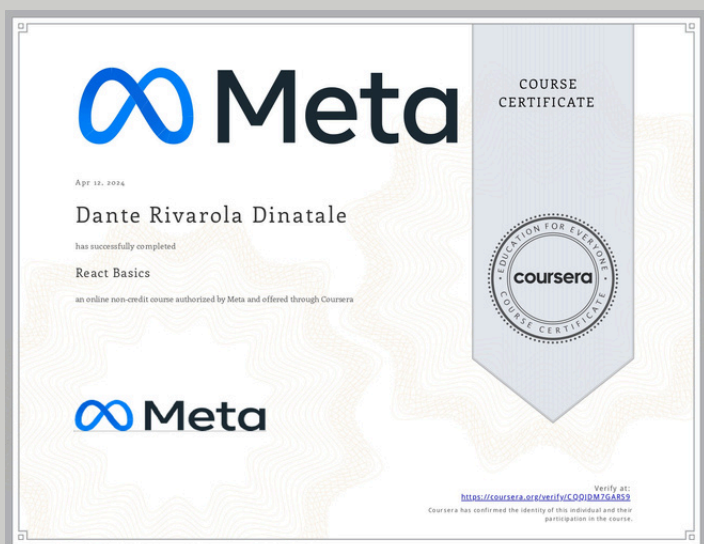 Meta
COURSE
CERTIFICATE
Apr 12, 2024
Dante Rivarola Dinatale
has successfully completed
React Basics
an online non-credit course authorized by Meta and offered through Coursera
EDUCATION FOR EVERYONE
coursera
COURSE CERTIFICATE
Meta
Verify at:
https://coursera.org/verify/CQQJDM7GARS9
Coursera has confirmed the identity of this individual and their
participation in the course.